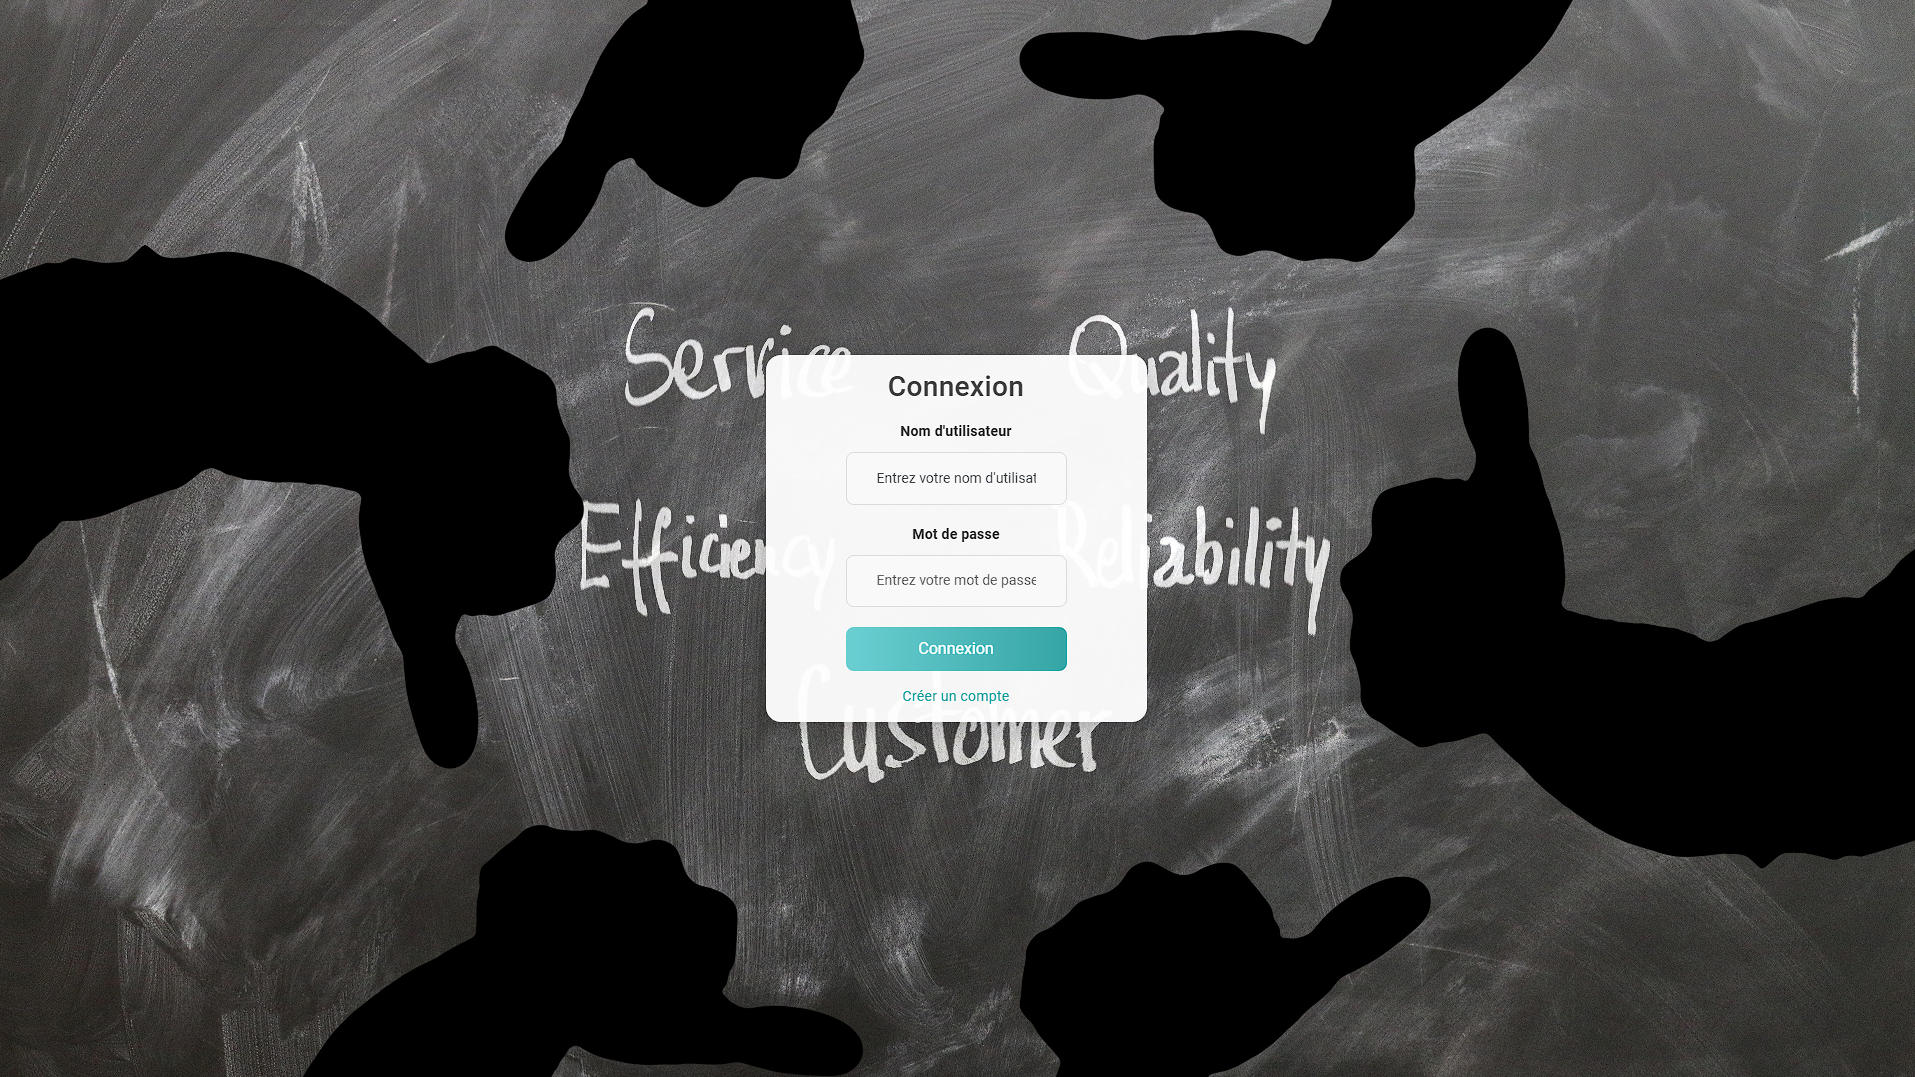 Service Quality
Connexion
Nom d'utilisateur
Entrez votre nom d'utilisat
Efficiency Reliability
Mot de passe
Entrez votre mot de passe
Connexion
Créer un compte
Customer